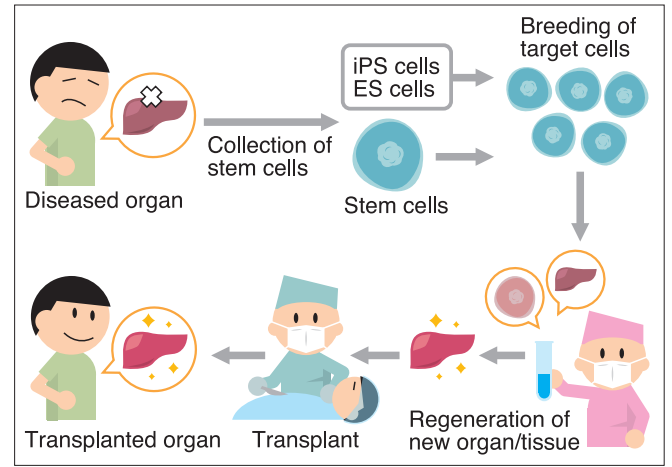 Breeding of
target cells
iPS cells
ES cells
Collection of
stem cells
Stem cells
Diseased organ
Regeneration of
new organ/tissue
Transplant
Transplanted organ